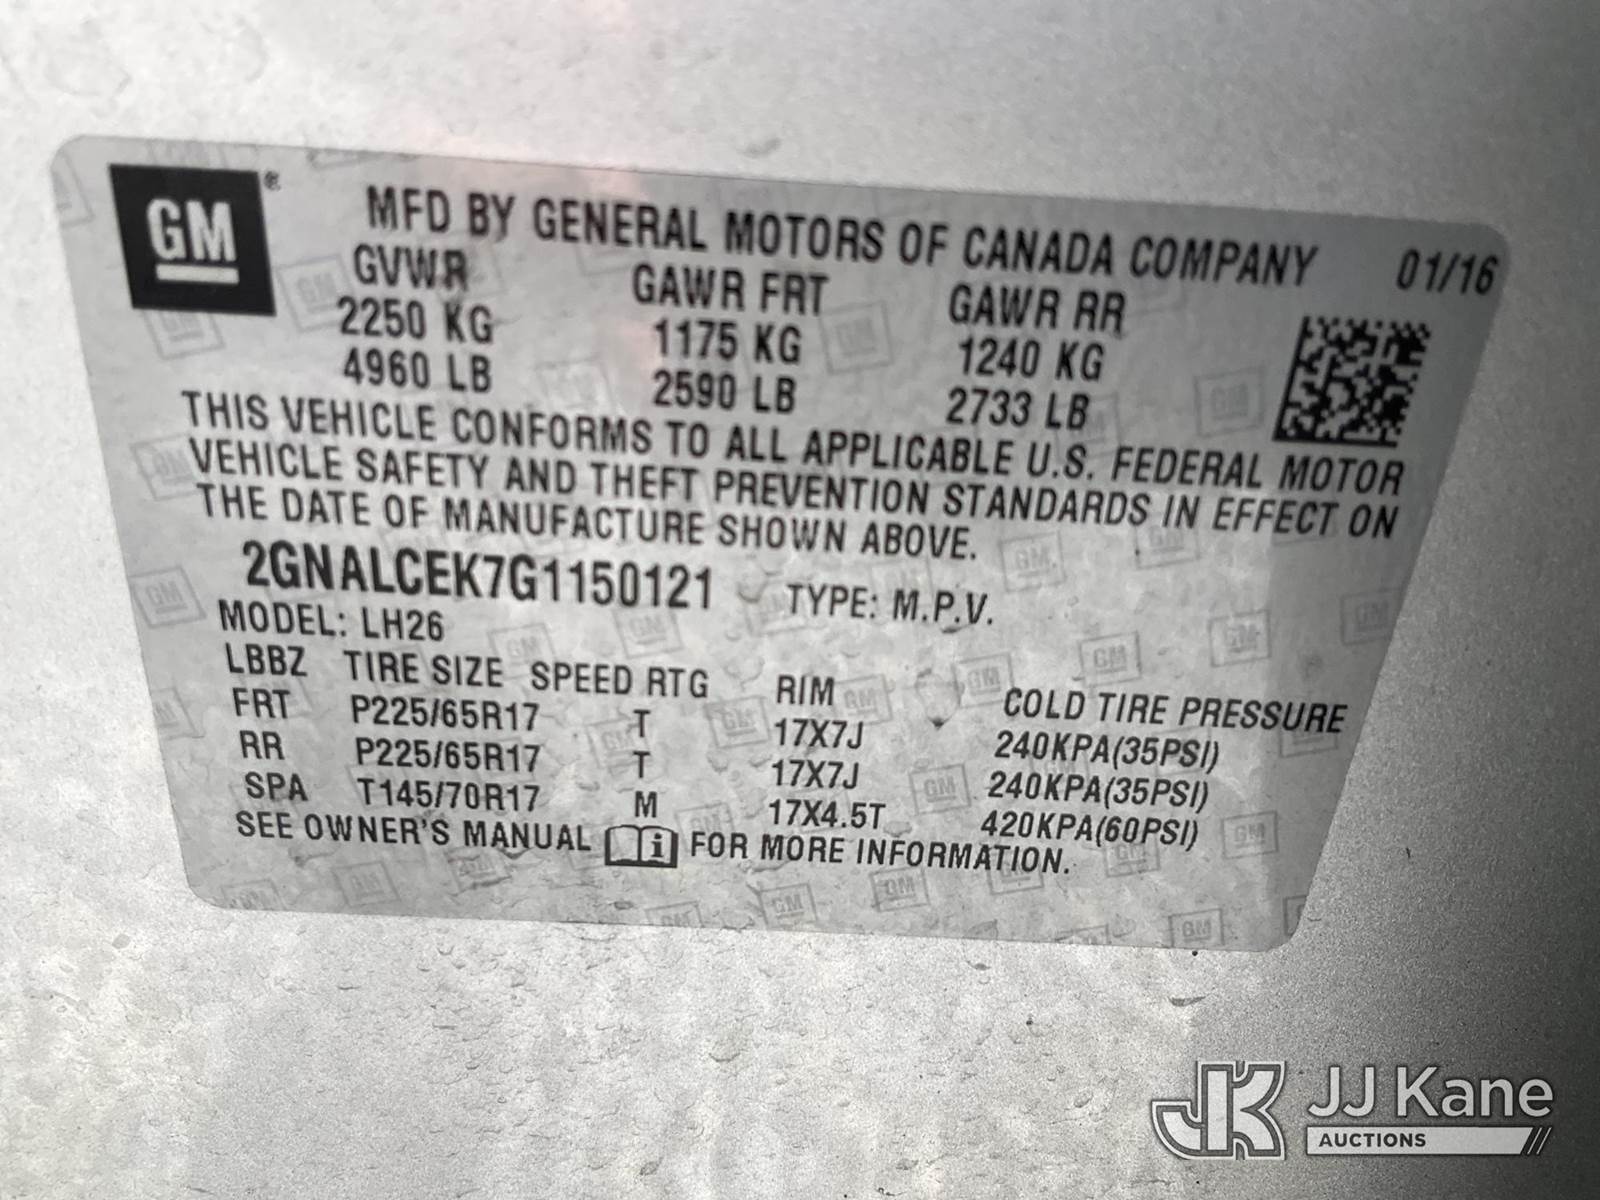 GM ®
MFD BY GENERAL MOTORS OF CANADA COMPANY 01/16
GVWR GAWR FRT GAWR RR
2250 KG 1175 KG 1240 KG
4960 LB 2590 LB 2733 LB
THIS VEHICLE CONFORMS TO ALL APPLICABLE U.S. FEDERAL MOTOR
VEHICLE SAFETY AND THEFT PREVENTION STANDARDS IN EFFECT ON
THE DATE OF MANUFACTURE SHOWN ABOVE.
2GNALCEK7G1150121 TYPE: M.P.V.
MODEL: LH26
LBBZ TIRE SIZE SPEED RTG RIM COLD TIRE PRESSURE
FRT P225/65R17 T 17X7J 240KPA(35PSI)
RR P225/65R17 T 17X7J 240KPA(35PSI)
SPA T145/70R17 M 17X4.5T 420KPA(60PSI)
SEE OWNER'S MANUAL i FOR MORE INFORMATION.
JK JJ Kane
AUCTIONS